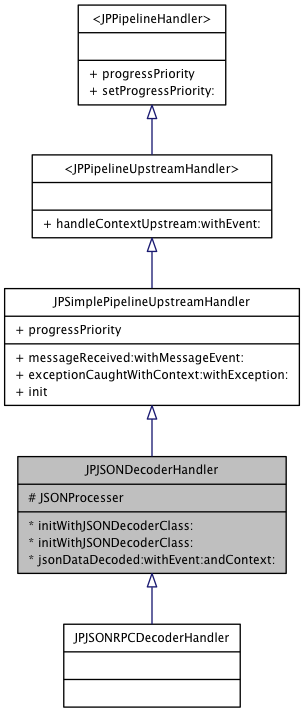 <JPPipelineHandler>
+ progressPriority
+ setProgressPriority:
<JPPipelineUpstreamHandler>
+ handleContextUpstream:withEvent:
JPSimplePipelineUpstreamHandler
+ progressPriority
+ messageReceived:withMessageEvent:
+ exceptionCaughtWithContext:withException:
+ init
JPJSONDecoderHandler
# JSONProcesser
* initWithJSONDecoderClass:
* initWithJSONDecoderClass:
* jsonDataDecoded:withEvent:andContext:
JPJSONRPCDecoderHandler